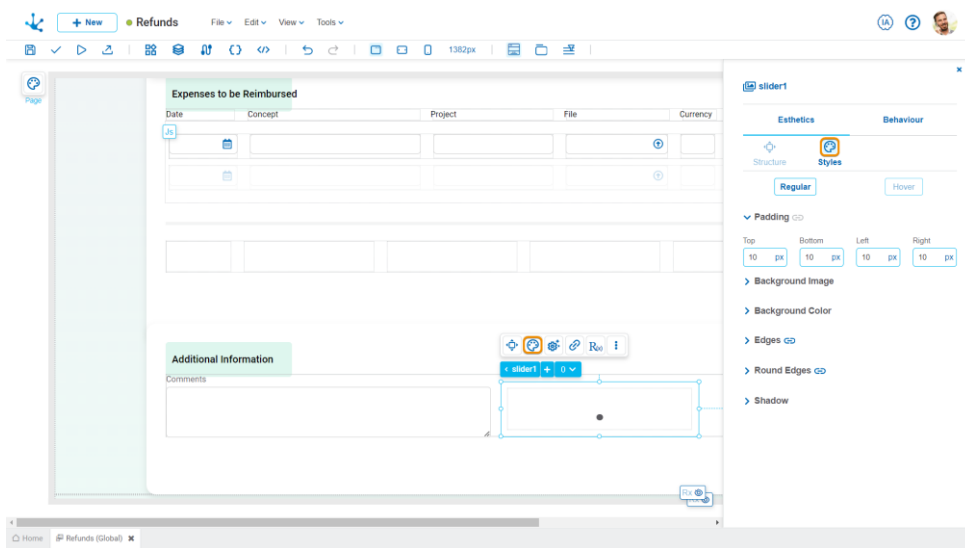 + New
Refunds
File
Edit
View
Tools
IA
?
1382px
Page
Expenses to be Reimbursed
Date
Concept
Project
File
Currency
Js
Additional Information
Comments
slider1
+
0
Rx
slider1
Esthetics
Behaviour
Structure
Styles
Regular
Hover
Padding
Top
Bottom
Left
Right
10 px
10 px
10 px
10 px
Background Image
Background Color
Edges
Round Edges
Shadow
Home
Refunds (Global)